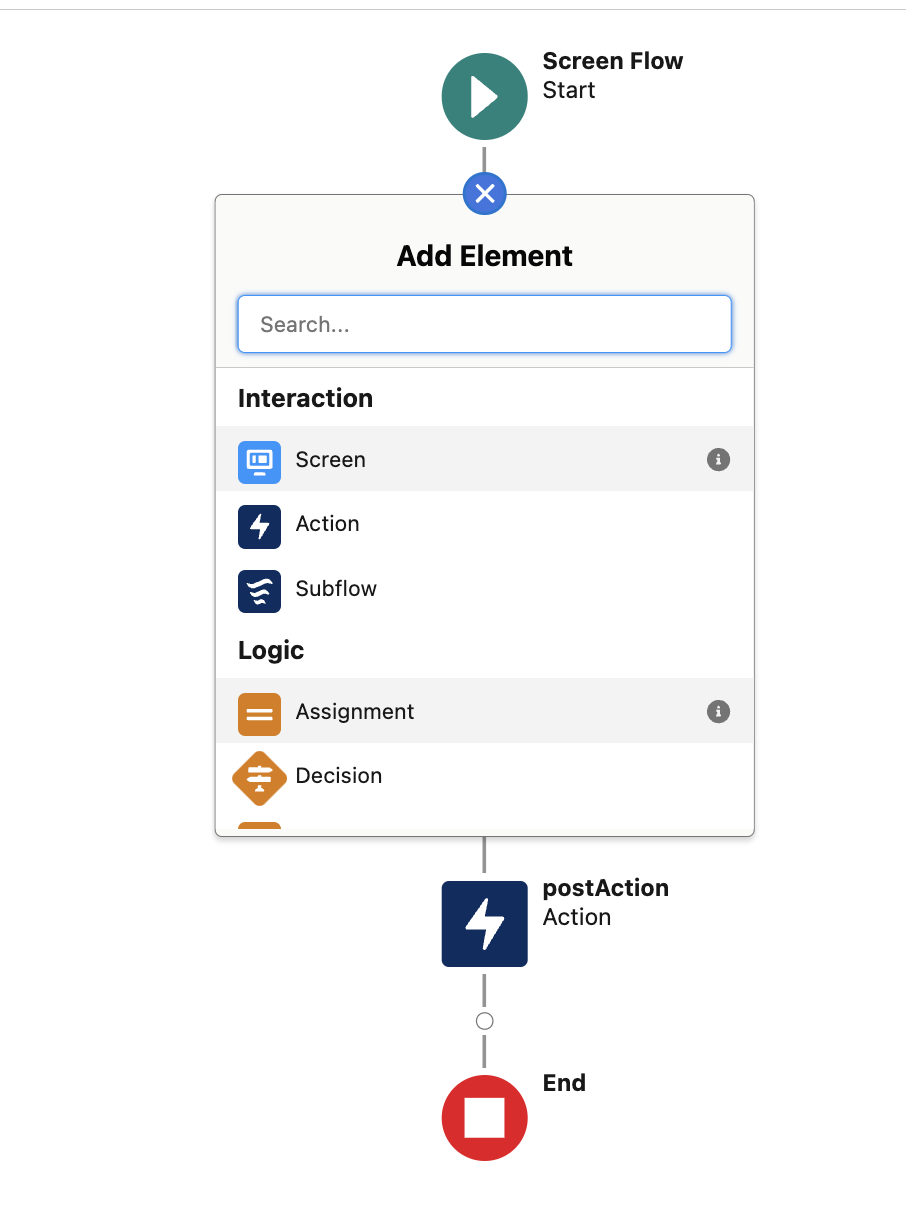 Screen Flow
Start
Add Element
Search...
Interaction
Screen
Action
Subflow
Logic
Assignment
Decision
postAction
Action
End